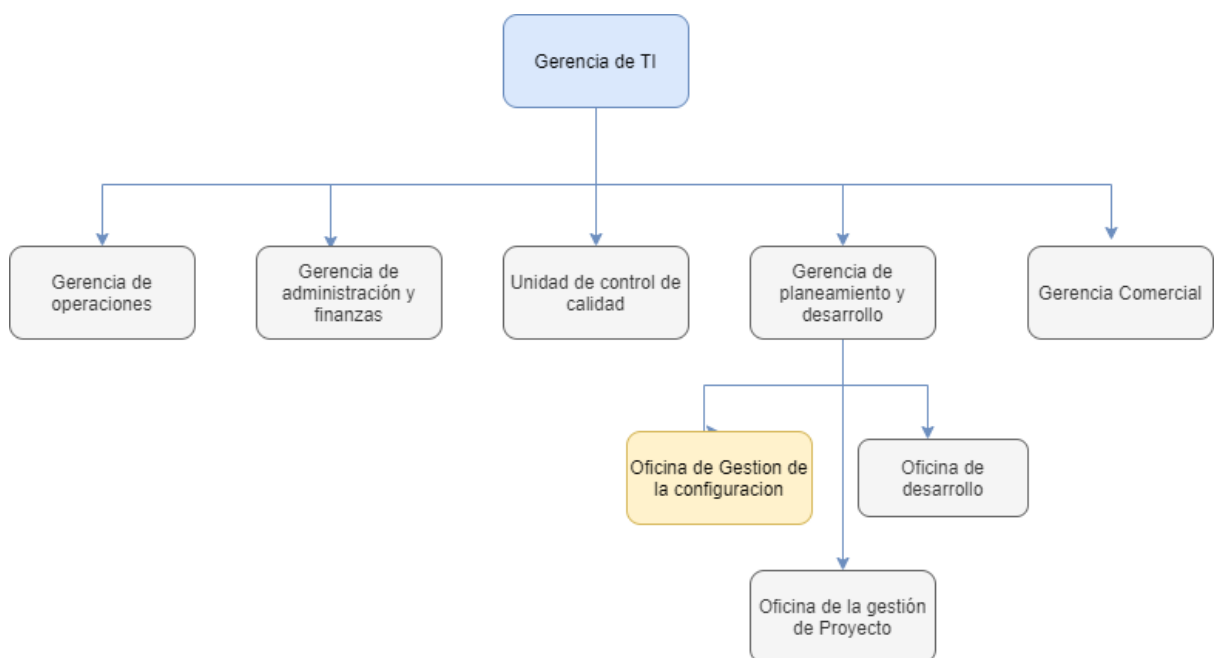 Gerencia de TI
Gerencia de
operaciones
Gerencia de
administración y
finanzas
Unidad de control de
calidad
Gerencia de
planeamiento y
desarrollo
Gerencia Comercial
Oficina de Gestion de
la configuracion
Oficina de
desarrollo
Oficina de la gestión
de Proyecto